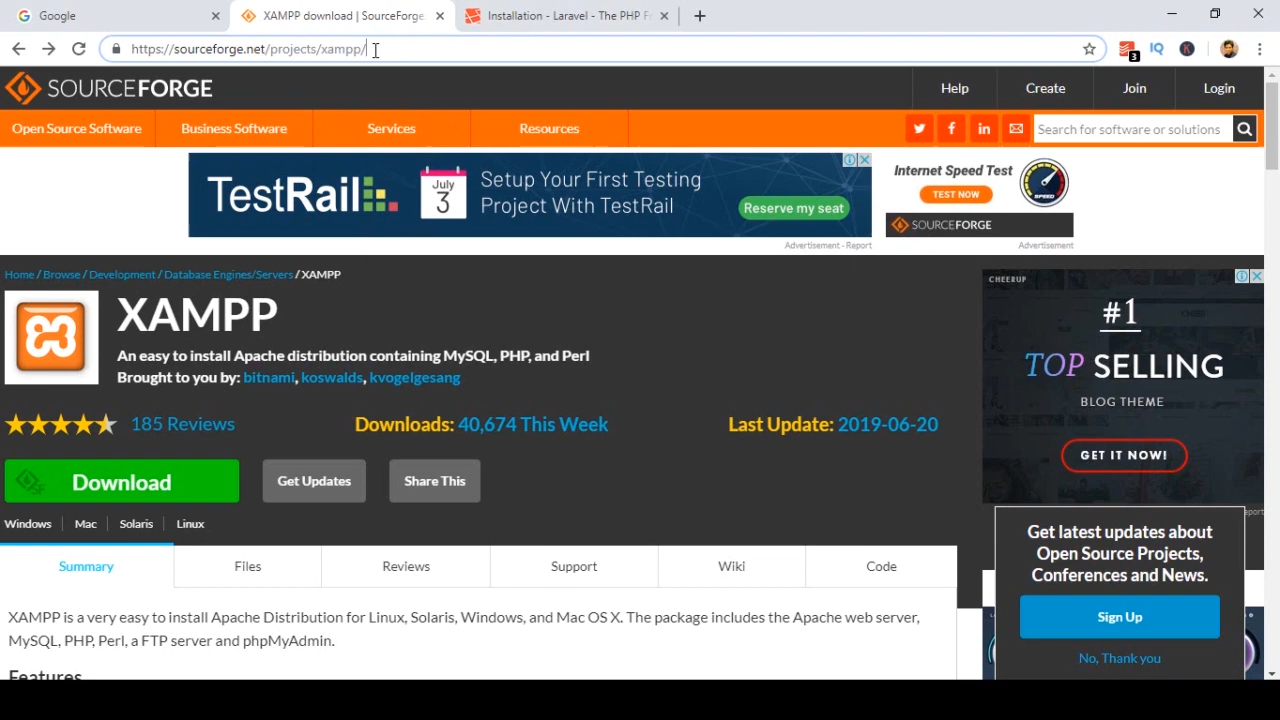 Google
XAMPP download | SourceForge.
Installation - Laravel - The PHP F
https://sourceforge.net/projects/xampp/
3
IQ
K
SOURCEFORGE
Help
Create
Join
Login
Open Source Software
Business Software
Services
Resources
Search for software or solutions
TestRail
July
3
Setup Your First Testing
Project With TestRail
Reserve my seat
Advertisement - Report
Internet Speed Test
TEST NOW
SPEED
SOURCEFORGE
Advertisement
Home / Browse / Development / Database Engines/Servers / XAMPP
XAMPP
An easy to install Apache distribution containing MySQL, PHP, and Perl
Brought to you by: bitnami, koswalds, kvogelgesang
185 Reviews
Downloads: 40,674 This Week
Last Update: 2019-06-20
Download
Get Updates
Share This
Windows
Mac
Solaris
Linux
CHEERUP
#1
TOP SELLING
BLOG THEME
GET IT NOW!
port
Summary
Files
Reviews
Support
Wiki
Code
XAMPP is a very easy to install Apache Distribution for Linux, Solaris, Windows, and Mac OS X. The package includes the Apache web server,
MySQL, PHP, Perl, a FTP server and phpMyAdmin.
Features
Get latest updates about
Open Source Projects,
Conferences and News.
Sign Up
No, Thank you